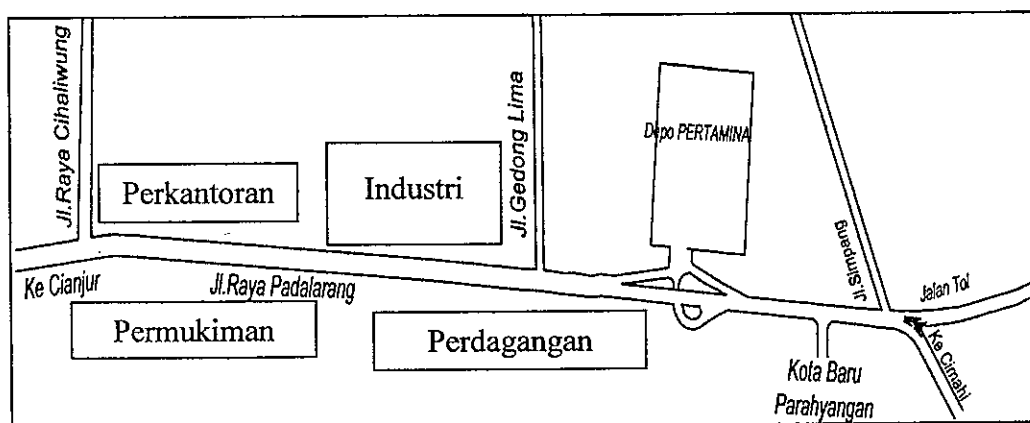 Jl.Raya Cihaliwung
Perkantoran
Industri
Jl.Gedong Lima
Depo PERTAMINA
Jl.Simpang
Jalan Tol
Ke Cianjur
Jl.Raya Padalarang
Permukiman
Perdagangan
Kota Baru
Parahyangan
Ke Cimahi